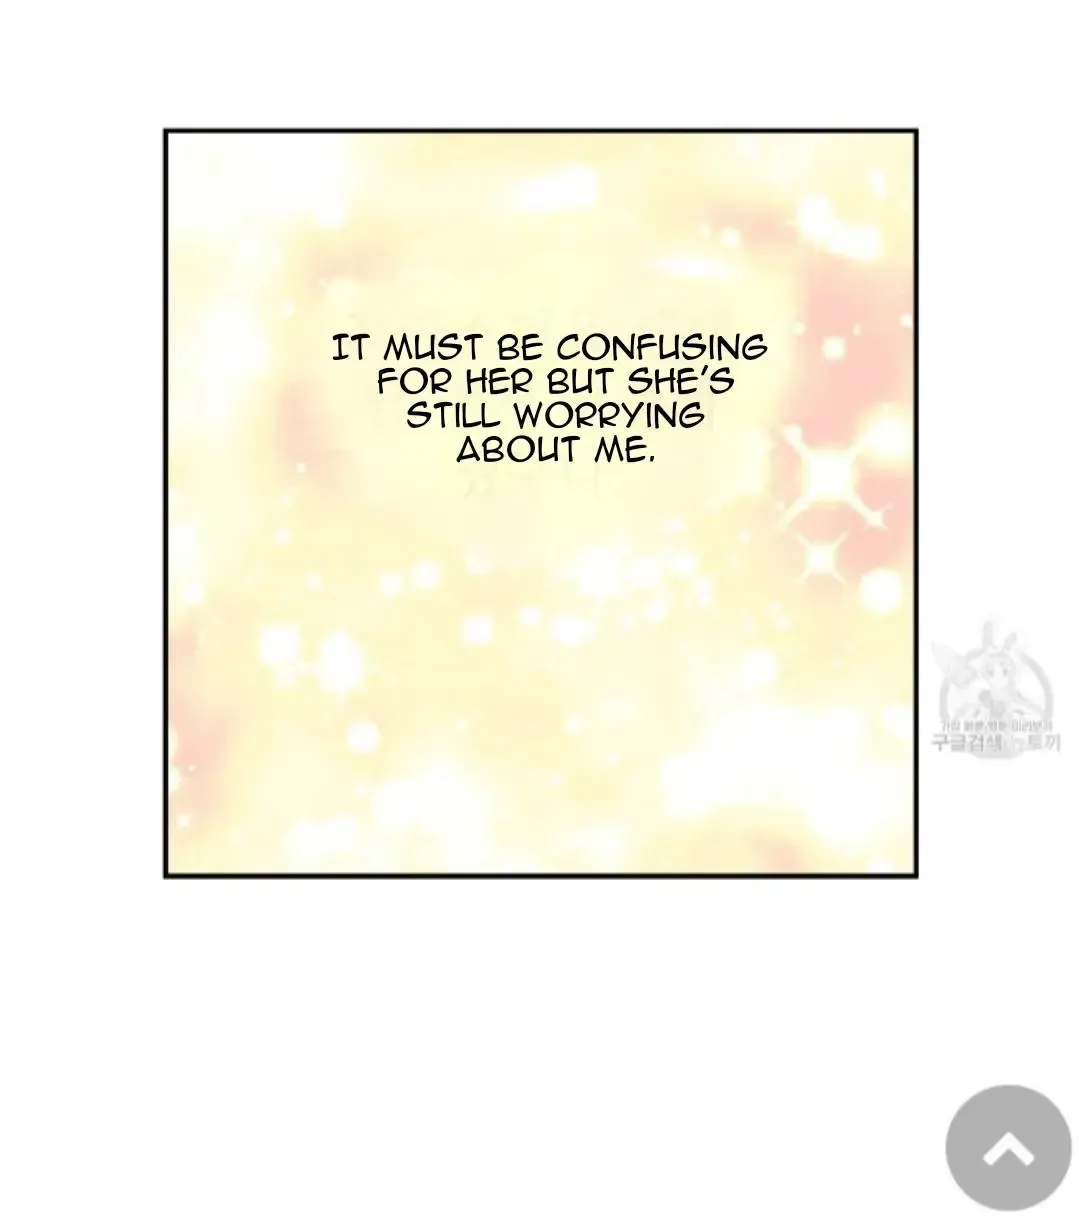 IT MUST BE CONFUSING
FOR HER BUT SHE'S
STILL WORRYING
ABOUT ME.
구글검색 토끼